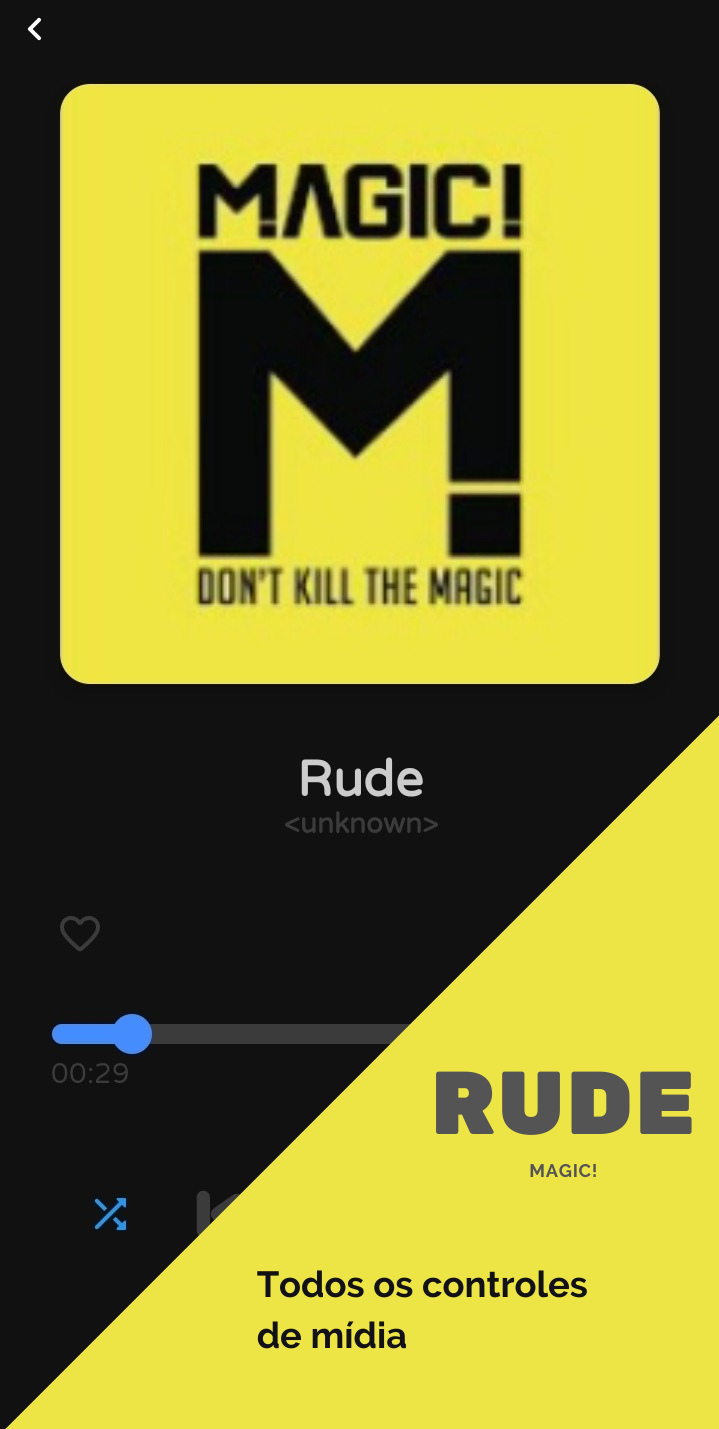 MAGIC!
M!
DON'T KILL THE MAGIC
Rude
<unknown>
00:29
RUDE
MAGIC!
Todos os controles
de mídia